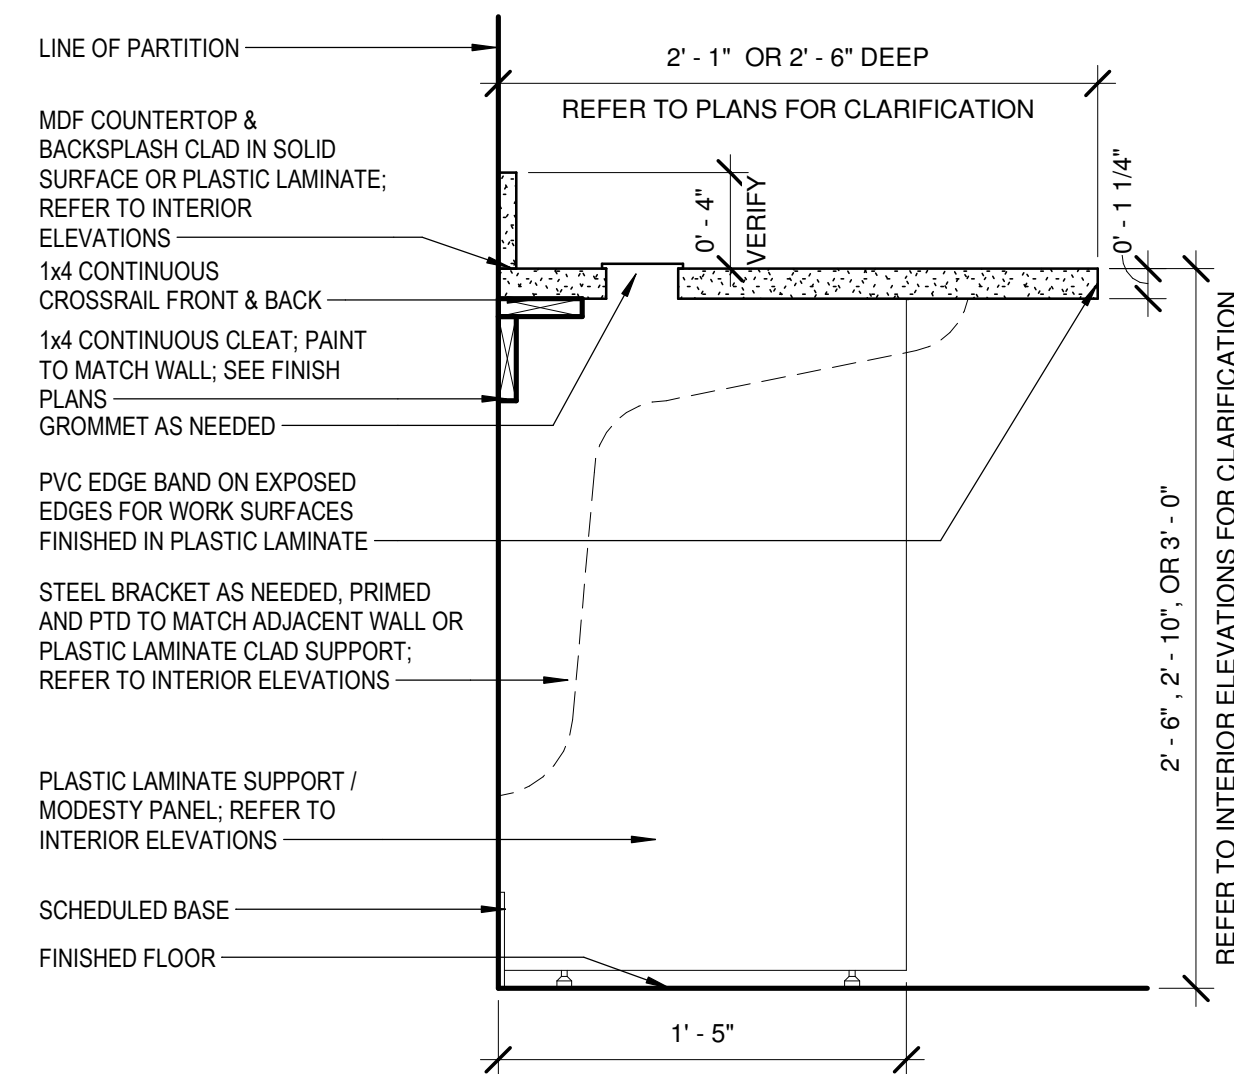 LINE OF PARTITION
2' - 1" OR 2' - 6" DEEP
REFER TO PLANS FOR CLARIFICATION
MDF COUNTERTOP &
BACKSPLASH CLAD IN SOLID
SURFACE OR PLASTIC LAMINATE;
REFER TO INTERIOR
ELEVATIONS
0' - 4"
VERIFY
0' - 1 1/4"
1x4 CONTINUOUS
CROSSRAIL FRONT & BACK
1x4 CONTINUOUS CLEAT; PAINT
TO MATCH WALL; SEE FINISH
PLANS
GROMMET AS NEEDED
PVC EDGE BAND ON EXPOSED
EDGES FOR WORK SURFACES
FINISHED IN PLASTIC LAMINATE
STEEL BRACKET AS NEEDED, PRIMED
AND PTD TO MATCH ADJACENT WALL OR
PLASTIC LAMINATE CLAD SUPPORT;
REFER TO INTERIOR ELEVATIONS
2' - 6" , 2' - 10", OR 3' - 0"
REFER TO INTERIOR ELEVATIONS FOR CLARIFICATION
PLASTIC LAMINATE SUPPORT /
MODESTY PANEL; REFER TO
INTERIOR ELEVATIONS
SCHEDULED BASE
FINISHED FLOOR
1' - 5"